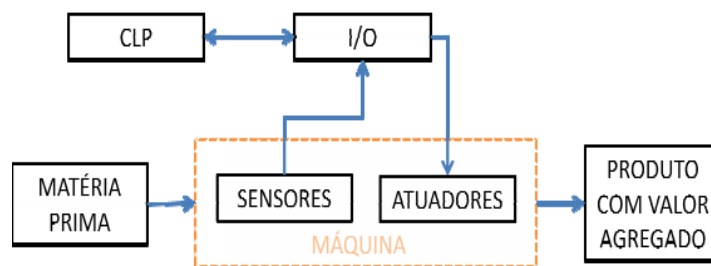 CLP
I/O
MATÉRIA
PRIMA
SENSORES
ATUADORES
MÁQUINA
PRODUTO
COM VALOR
AGREGADO